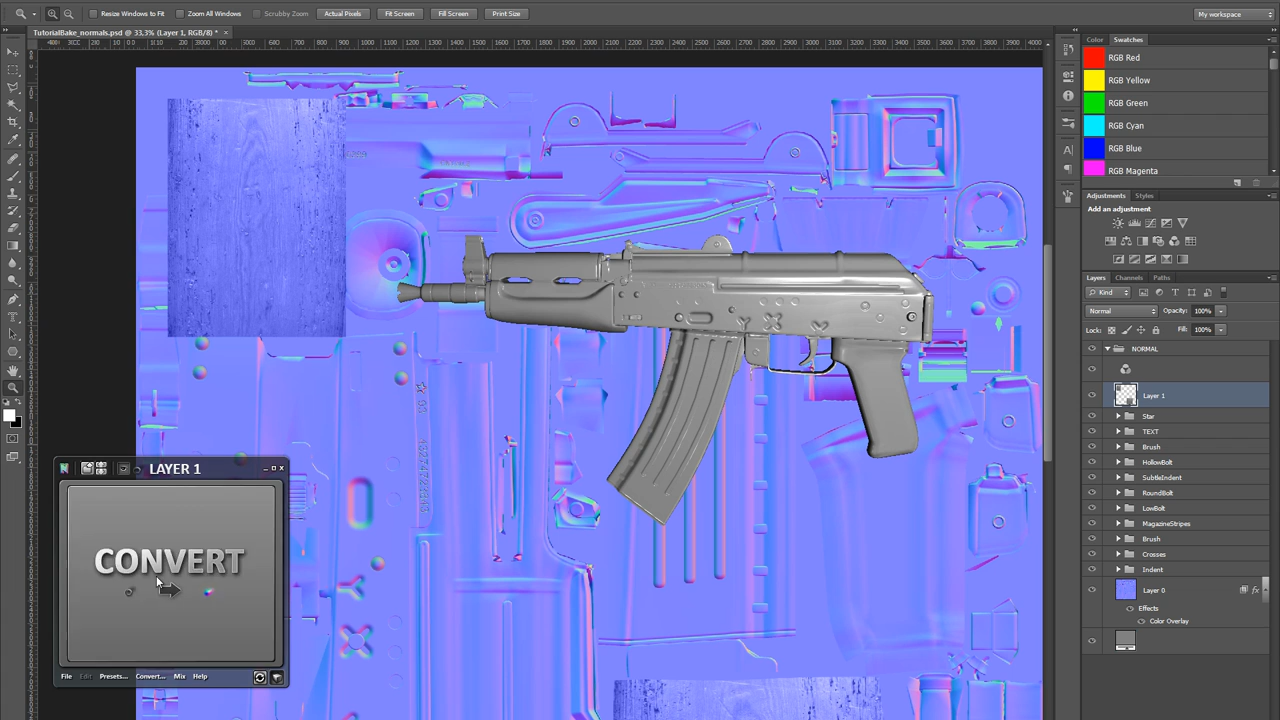 Resize Windows to Fit
Zoom All Windows
Scrubby Zoom
Actual Pixels
Fit Screen
Fill Screen
Print Size
My workspace
TutorialBake_normals.psd @ 33,3% (Layer 1, RGB/8) *
Color
Swatches
RGB Red
RGB Yellow
RGB Green
RGB Cyan
RGB Blue
RGB Magenta
Adjustments
Styles
Add an adjustment
Layers
Channels
Paths
Kind
Normal
Opacity:
100%
Lock:
Fill:
100%
NORMAL
Layer 1
Star
TEXT
Brush
HollowBolt
SubtleIndent
RoundBolt
LowBolt
MagazineStripes
Brush
Crosses
Indent
Layer 0
fx
Effects
Color Overlay
LAYER 1
CONVERT
File
Edit
Presets...
Convert...
Mix
Help